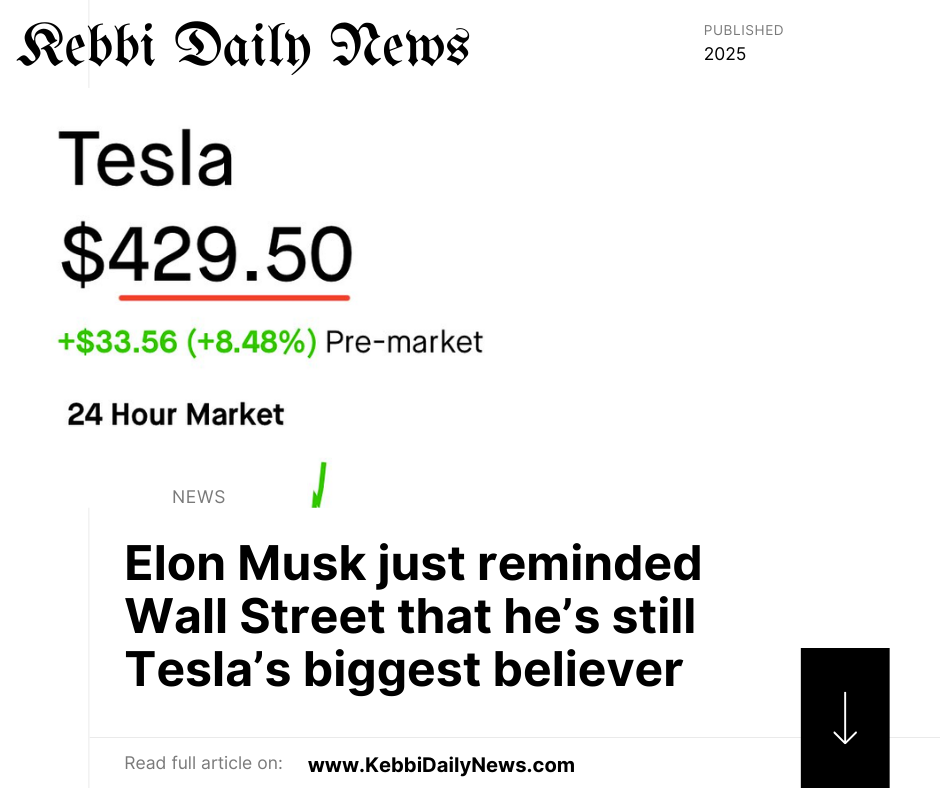 Kebbi Daily News
PUBLISHED
2025
Tesla
$429.50
+$33.56 (+8.48%) Pre-market
24 Hour Market
NEWS
Elon Musk just reminded
Wall Street that he’s still
Tesla’s biggest believer
Read full article on: www.KebbiDailyNews.com